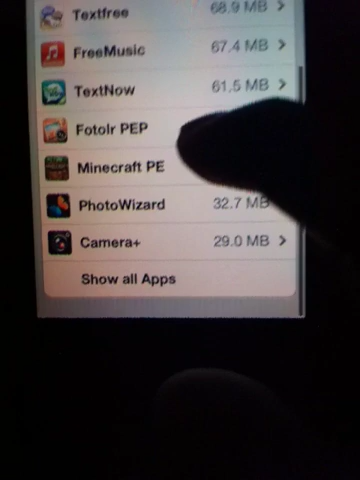 Textfree 68.9 MB
FreeMusic 67.4 MB
TextNow 61.5 MB
Fotolr PEP
Minecraft PE
PhotoWizard 32.7 MB
Camera+ 29.0 MB
Show all Apps